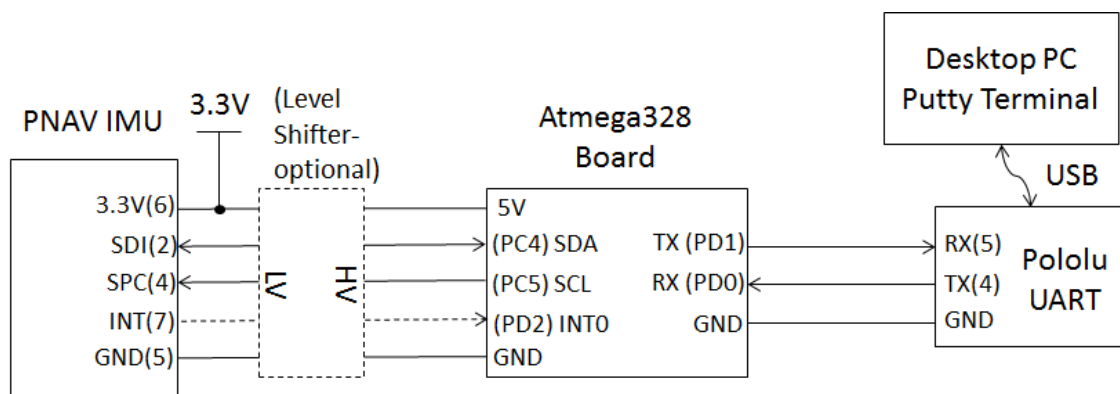 PNAV IMU
3.3V
(Level
Shifter-
optional)
3.3V(6)
SDI(2)
SPC(4)
INT(7)
GND(5)
LV
HV
Atmega328
Board
5V
(PC4) SDA
(PC5) SCL
(PD2) INT0
GND
TX (PD1)
RX (PD0)
GND
Desktop PC
Putty Terminal
USB
RX(5)
TX(4)
GND
Pololu
UART